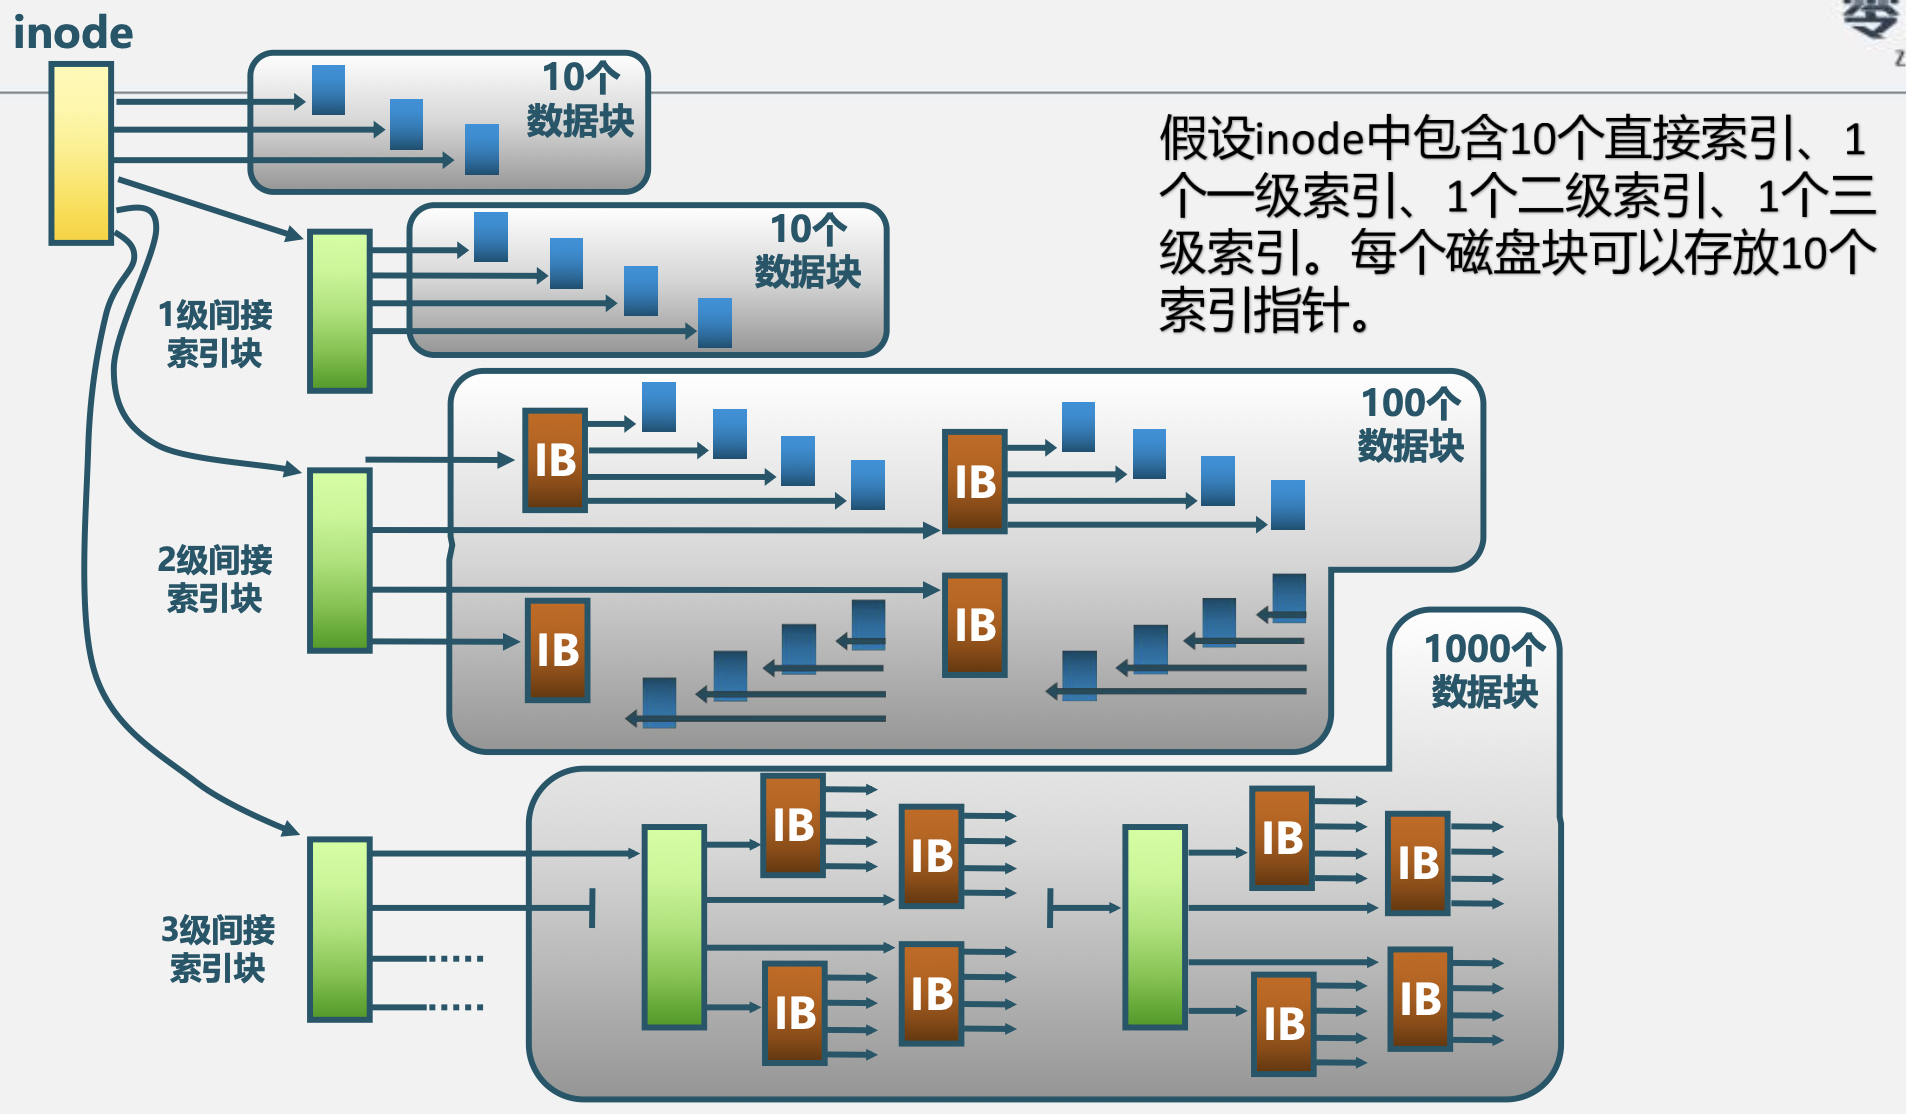 inode
10个
数据块
假设inode中包含10个直接索引、1
个一级索引、1个二级索引、1个三
级索引。每个磁盘块可以存放10个
索引指针。
10个
数据块
1级间接
索引块
100个
数据块
IB
IB
2级间接
索引块
IB
IB
1000个
数据块
IB
IB
IB
IB
3级间接
索引块
IB
IB
IB
IB